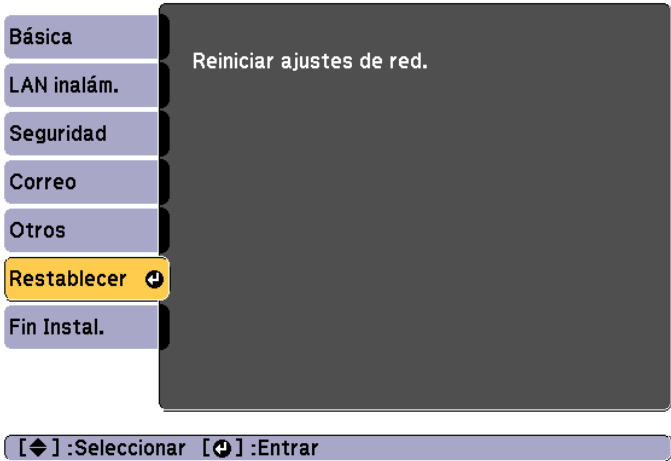 Básica
LAN inalám.
Seguridad
Correo
Otros
Restablecer
Fin Instal.
Reiniciar ajustes de red.
[◆] :Seleccionar [⏎] :Entrar